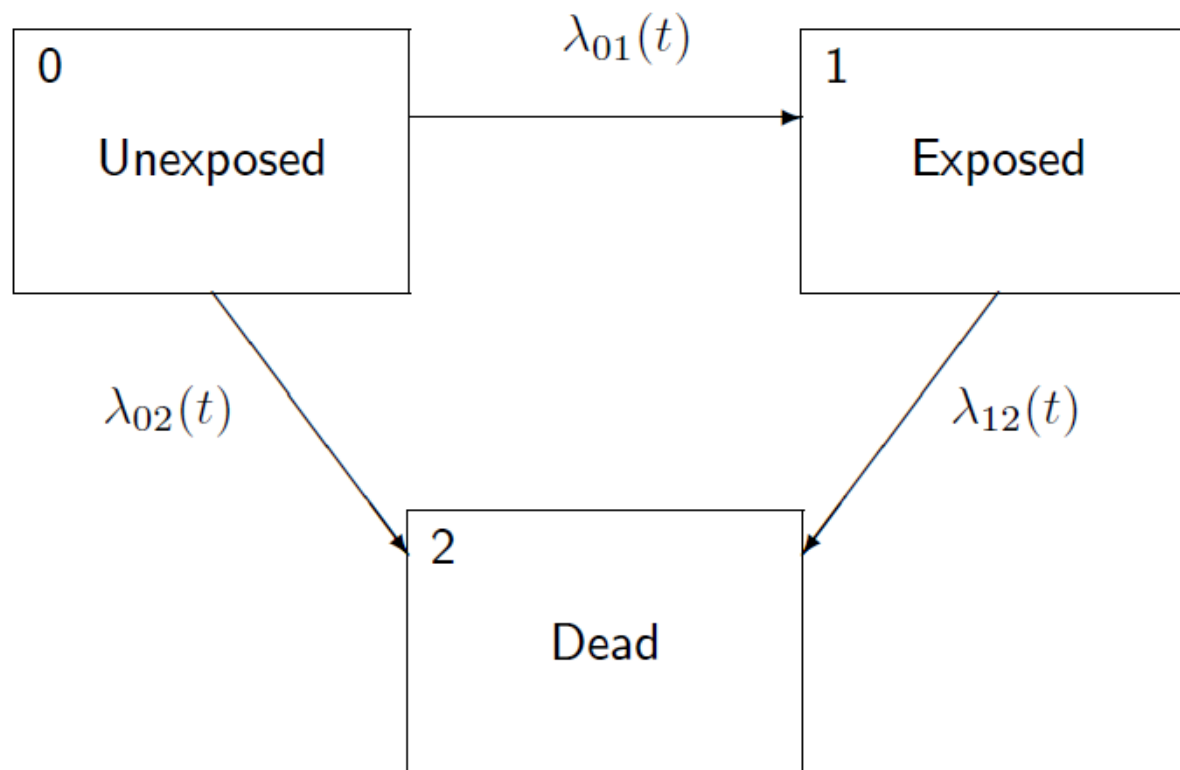 λ01(t)
0
Unexposed
1
Exposed
λ02(t)
λ12(t)
2
Dead